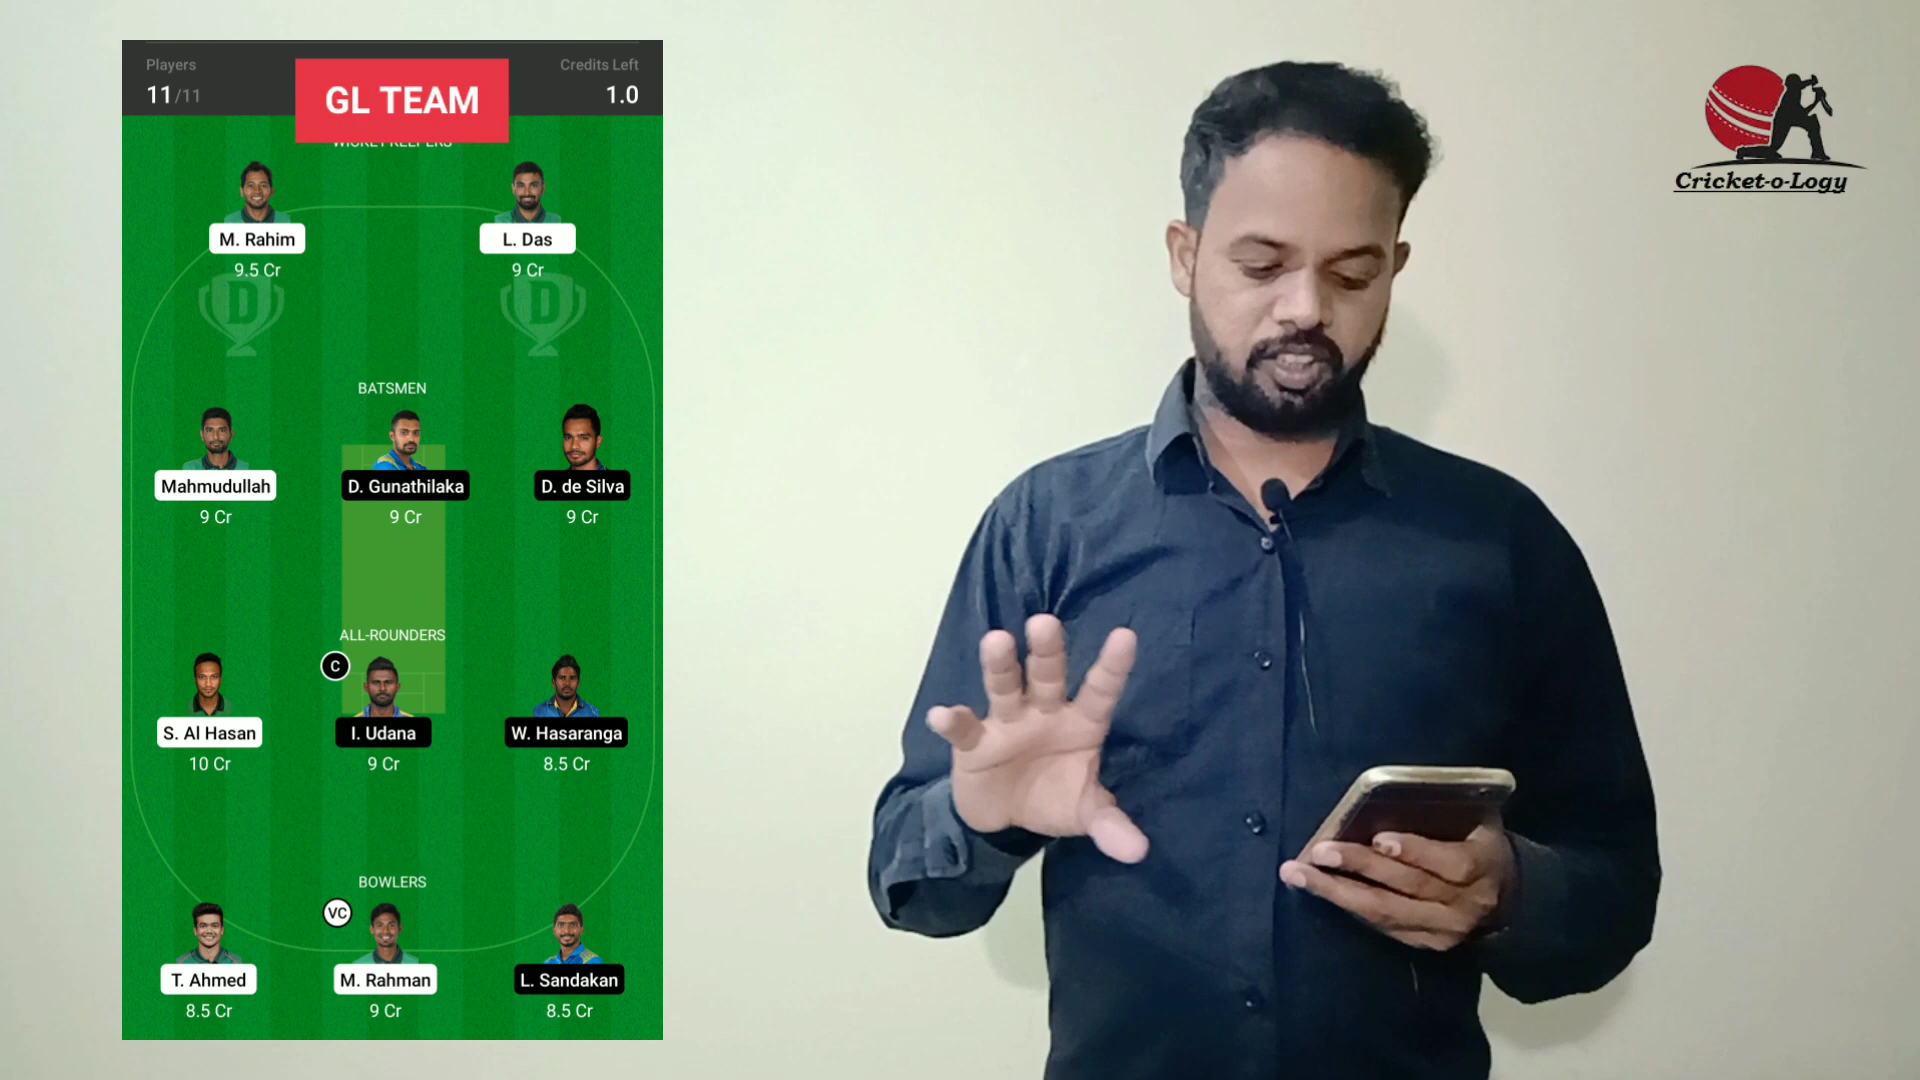 Players
Credits Left
11/11
GL TEAM
1.0
WICKET KEEPERS
M. Rahim
L. Das
9.5 Cr
9 Cr
D
D
BATSMEN
Mahmudullah
D. Gunathilaka
D. de Silva
9 Cr
9 Cr
9 Cr
ALL-ROUNDERS
C
S. Al Hasan
I. Udana
W. Hasaranga
10 Cr
9 Cr
8.5 Cr
BOWLERS
VC
T. Ahmed
M. Rahman
L. Sandakan
8.5 Cr
9 Cr
8.5 Cr
Cricket-o-Logy